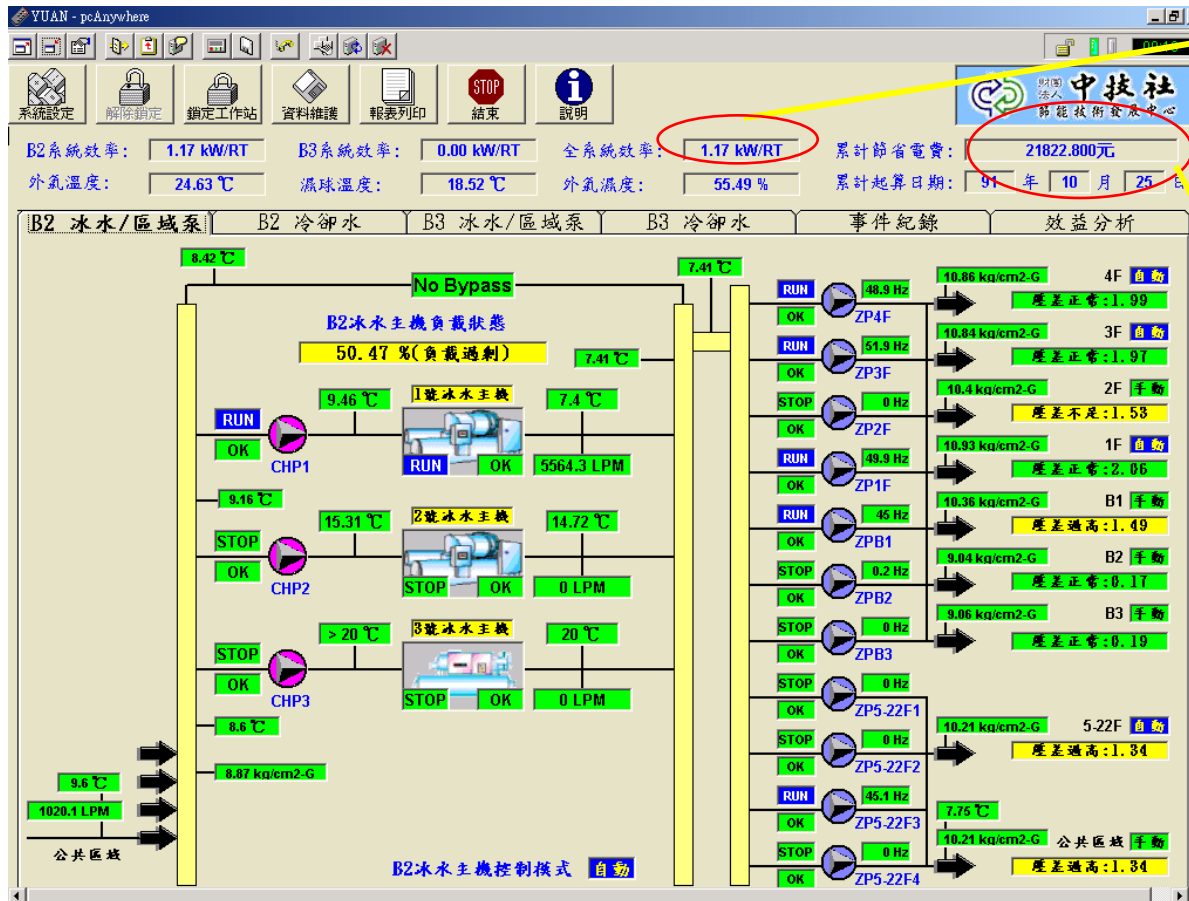 YUAN - pcAnywhere
系統設定 解除鎖定 鎖定工作站 資料維護 報表列印 STOP 結束 說明 財團法人 中技社
節能技術發展中心
B2系統效率: 1.17 kW/RT B3系統效率: 0.00 kW/RT 全系統效率: 1.17 kW/RT 累計節省電費: 21822.800元
外氣溫度: 24.63 ℃ 濕球溫度: 18.52 ℃ 外氣濕度: 55.49 % 累計起算日期: 91 年 10 月 25 日
B2 冰水/區域泵 B2 冷卻水 B3 冰水/區域泵 B3 冷卻水 事件紀錄 效益分析
8.42 ℃ No Bypass 7.41 ℃
B2冰水主機負載狀態
50.47 %(負載過剩)
7.41 ℃
RUN OK CHP1 9.46 ℃ 1號冰水主機 RUN OK 7.4 ℃ 5564.3 LPM
9.16 ℃
STOP OK CHP2 15.31 ℃ 2號冰水主機 STOP OK 14.72 ℃ 0 LPM
STOP OK CHP3 > 20 ℃ 3號冰水主機 STOP OK 20 ℃ 0 LPM
8.6 ℃
8.87 kg/cm2-G
9.6 ℃
1020.1 LPM
公共區域
B2冰水主機控制模式 自動
RUN OK 48.9 Hz ZP4F 10.86 kg/cm2-G 4F 自動 壓差正常:1.99
RUN OK 51.9 Hz ZP3F 10.84 kg/cm2-G 3F 自動 壓差正常:1.97
STOP OK 0 Hz ZP2F 10.4 kg/cm2-G 2F 手動 壓差不足:1.53
RUN OK 49.9 Hz ZP1F 10.93 kg/cm2-G 1F 自動 壓差正常:2.06
RUN OK 45 Hz ZPB1 10.36 kg/cm2-G B1 手動 壓差過高:1.49
STOP OK 0.2 Hz ZPB2 9.04 kg/cm2-G B2 手動 壓差正常:0.17
STOP OK 0 Hz ZPB3 9.06 kg/cm2-G B3 手動 壓差正常:0.19
STOP OK 0 Hz ZP5-22F1
STOP OK 0 Hz ZP5-22F2 10.21 kg/cm2-G 5-22F 自動 壓差過高:1.34
RUN OK 45.1 Hz ZP5-22F3 7.75 ℃
STOP OK 0 Hz ZP5-22F4 10.21 kg/cm2-G 公共區域 手動 壓差過高:1.34